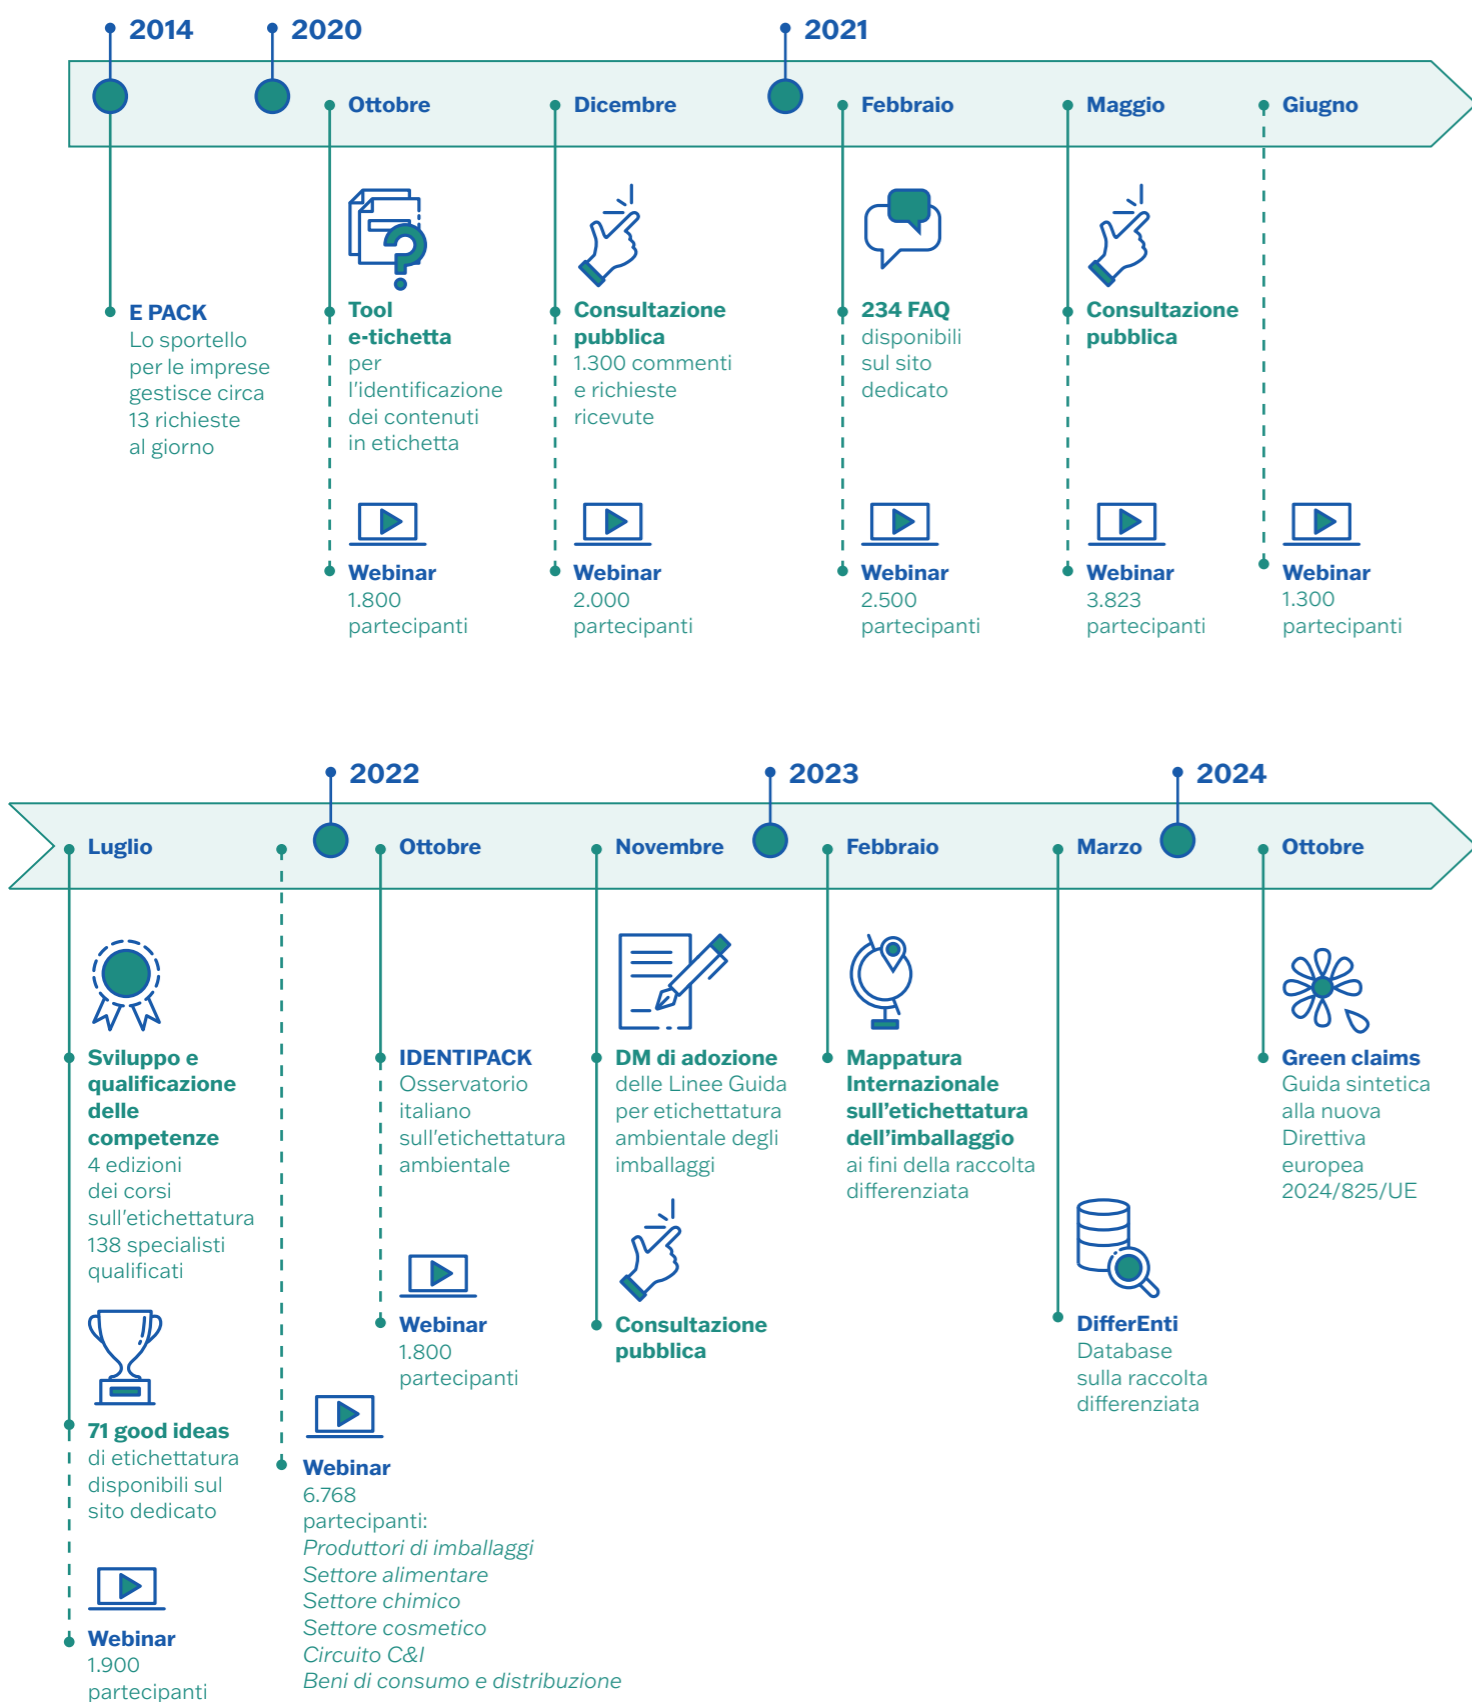 2014
2020
2021
Ottobre
Dicembre
Febbraio
Maggio
Giugno
E PACK
Lo sportello
per le imprese
gestisce circa
13 richieste
al giorno
Tool
e-tichetta
per
l'identificazione
dei contenuti
in etichetta
Webinar
1.800
partecipanti
Consultazione
pubblica
1.300 commenti
e richieste
ricevute
Webinar
2.000
partecipanti
234 FAQ
disponibili
sul sito
dedicato
Webinar
2.500
partecipanti
Consultazione
pubblica
Webinar
3.823
partecipanti
Webinar
1.300
partecipanti
2022
2023
2024
Luglio
Ottobre
Novembre
Febbraio
Marzo
Ottobre
Sviluppo e
qualificazione
delle
competenze
4 edizioni
dei corsi
sull'etichettatura
138 specialisti
qualificati
71 good ideas
di etichettatura
disponibili sul
sito dedicato
Webinar
1.900
partecipanti
Webinar
6.768
partecipanti:
Produttori di imballaggi
Settore alimentare
Settore chimico
Settore cosmetico
Circuito C&I
Beni di consumo e distribuzione
IDENTIPACK
Osservatorio
italiano
sull'etichettatura
ambientale
Webinar
1.800
partecipanti
DM di adozione
delle Linee Guida
per etichettatura
ambientale degli
imballaggi
Consultazione
pubblica
Mappatura
Internazionale
sull'etichettatura
dell'imballaggio
ai fini della raccolta
differenziata
DifferEnti
Database
sulla raccolta
differenziata
Green claims
Guida sintetica
alla nuova
Direttiva
europea
2024/825/UE